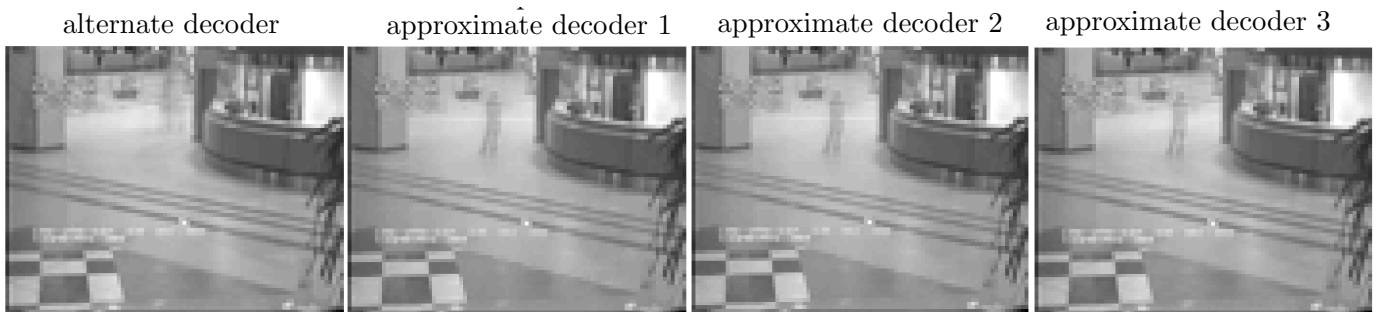 alternate decoder
approximate decoder 1
approximate decoder 2
approximate decoder 3